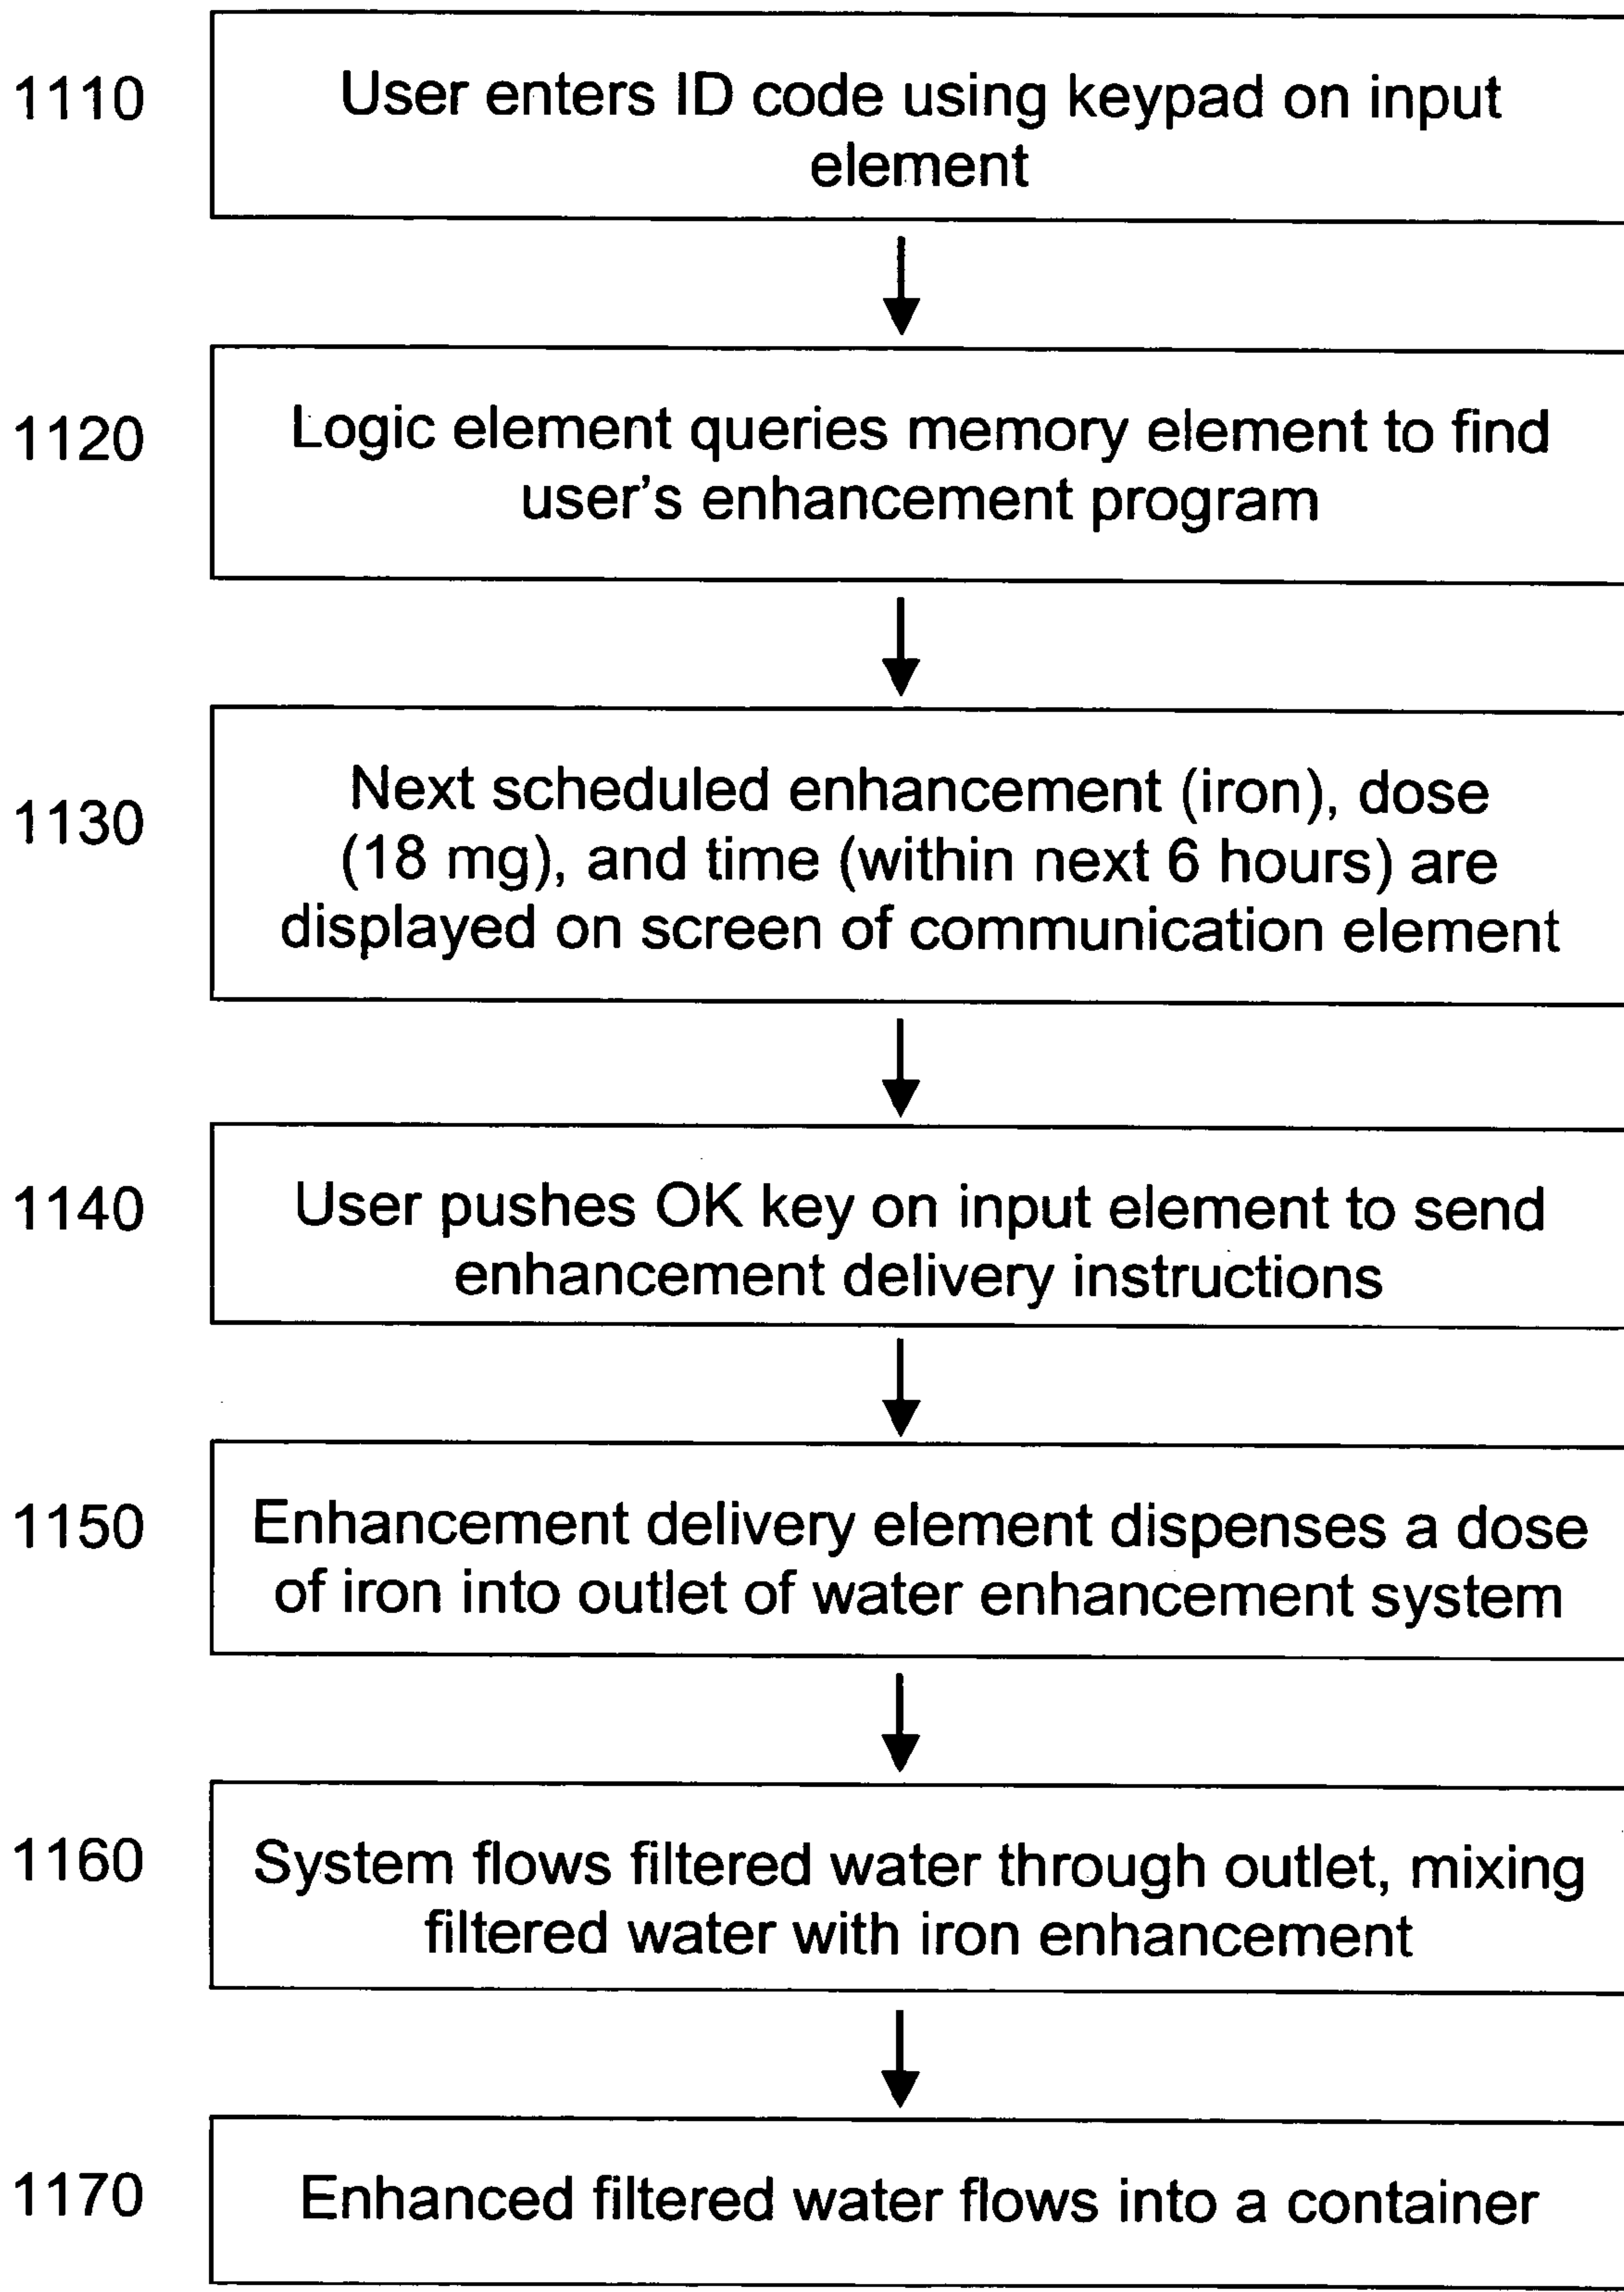 1110
User enters ID code using keypad on input
element
1120
Logic element queries memory element to find
user's enhancement program
1130
Next scheduled enhancement (iron), dose
(18 mg), and time (within next 6 hours) are
displayed on screen of communication element
1140
User pushes OK key on input element to send
enhancement delivery instructions
1150
Enhancement delivery element dispenses a dose
of iron into outlet of water enhancement system
1160
System flows filtered water through outlet, mixing
filtered water with iron enhancement
1170
Enhanced filtered water flows into a container